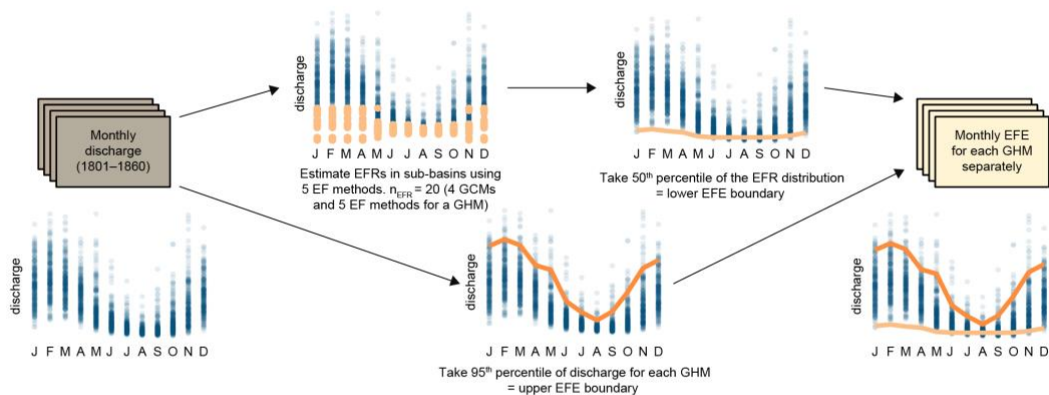 Monthly
discharge
(1801–1860)
discharge
J F M A M J J A S O N D
discharge
J F M A M J J A S O N D
Estimate EFRs in sub-basins using
5 EF methods. nEFR = 20 (4 GCMs
and 5 EF methods for a GHM)
discharge
J F M A M J J A S O N D
Take 50th percentile of the EFR distribution
= lower EFE boundary
discharge
J F M A M J J A S O N D
Take 95th percentile of discharge for each GHM
= upper EFE boundary
Monthly EFE
for each GHM
separately
discharge
J F M A M J J A S O N D